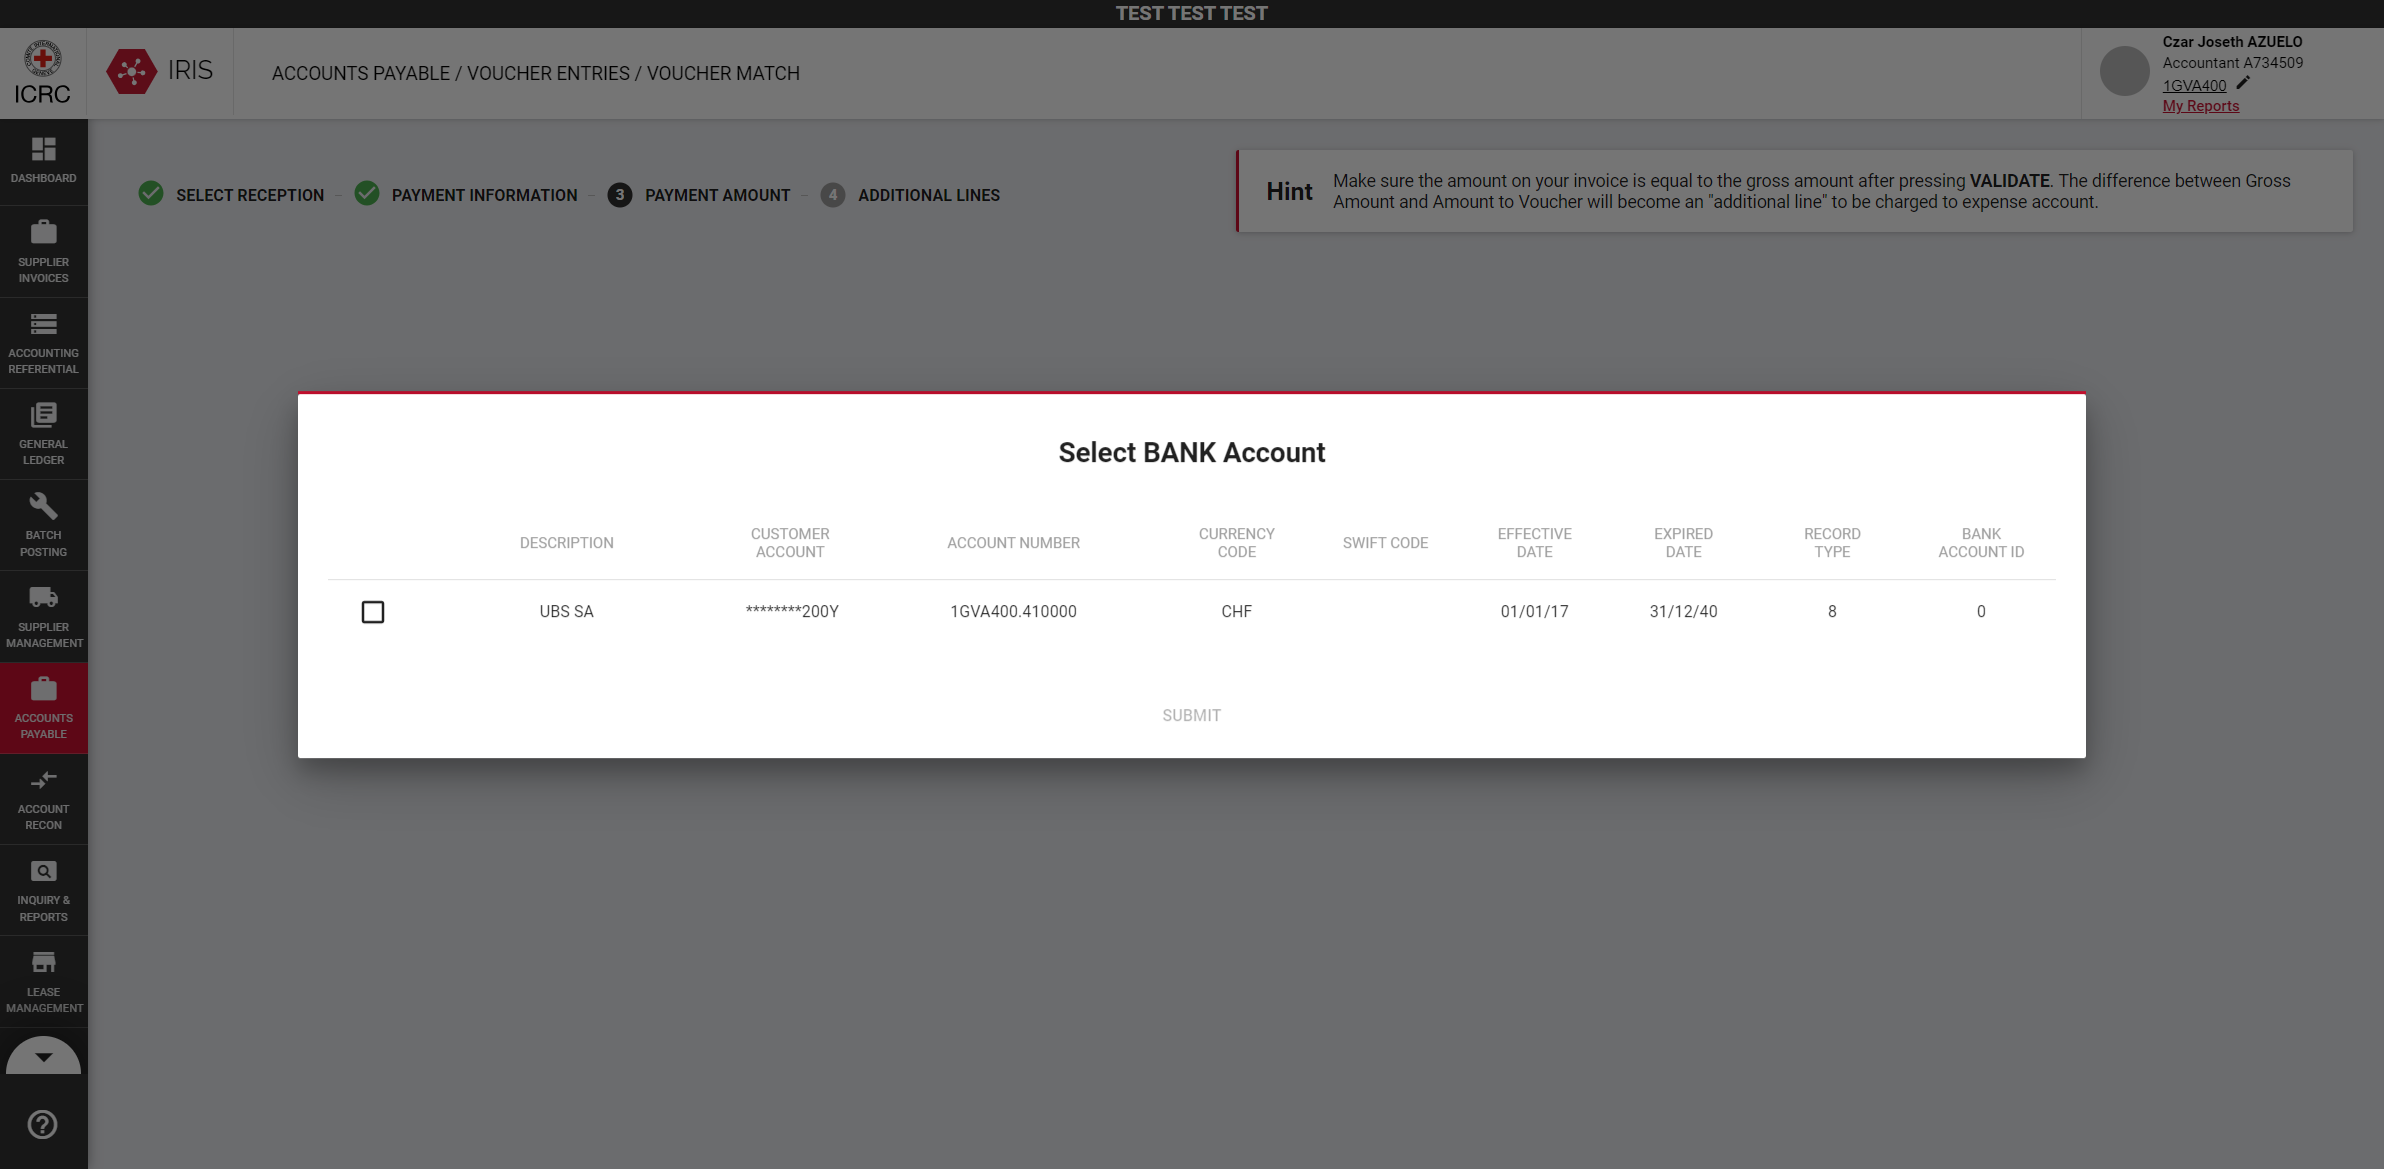 TEST TEST TEST
ICRC
IRIS
ACCOUNTS PAYABLE / VOUCHER ENTRIES / VOUCHER MATCH
Czar Joseth AZUELO
Accountant A734509
1GVA400
My Reports
DASHBOARD
SUPPLIER
INVOICES
ACCOUNTING
REFERENTIAL
GENERAL
LEDGER
BATCH
POSTING
SUPPLIER
MANAGEMENT
ACCOUNTS
PAYABLE
ACCOUNT
RECON
INQUIRY &
REPORTS
LEASE
MANAGEMENT
SELECT RECEPTION - PAYMENT INFORMATION - 3 PAYMENT AMOUNT - 4 ADDITIONAL LINES
Hint
Make sure the amount on your invoice is equal to the gross amount after pressing VALIDATE. The difference between Gross
Amount and Amount to Voucher will become an "additional line" to be charged to expense account.
Select BANK Account
DESCRIPTION
CUSTOMER
ACCOUNT
ACCOUNT NUMBER
CURRENCY
CODE
SWIFT CODE
EFFECTIVE
DATE
EXPIRED
DATE
RECORD
TYPE
BANK
ACCOUNT ID
UBS SA ********200Y 1GVA400.410000 CHF 01/01/17 31/12/40 8 0
SUBMIT